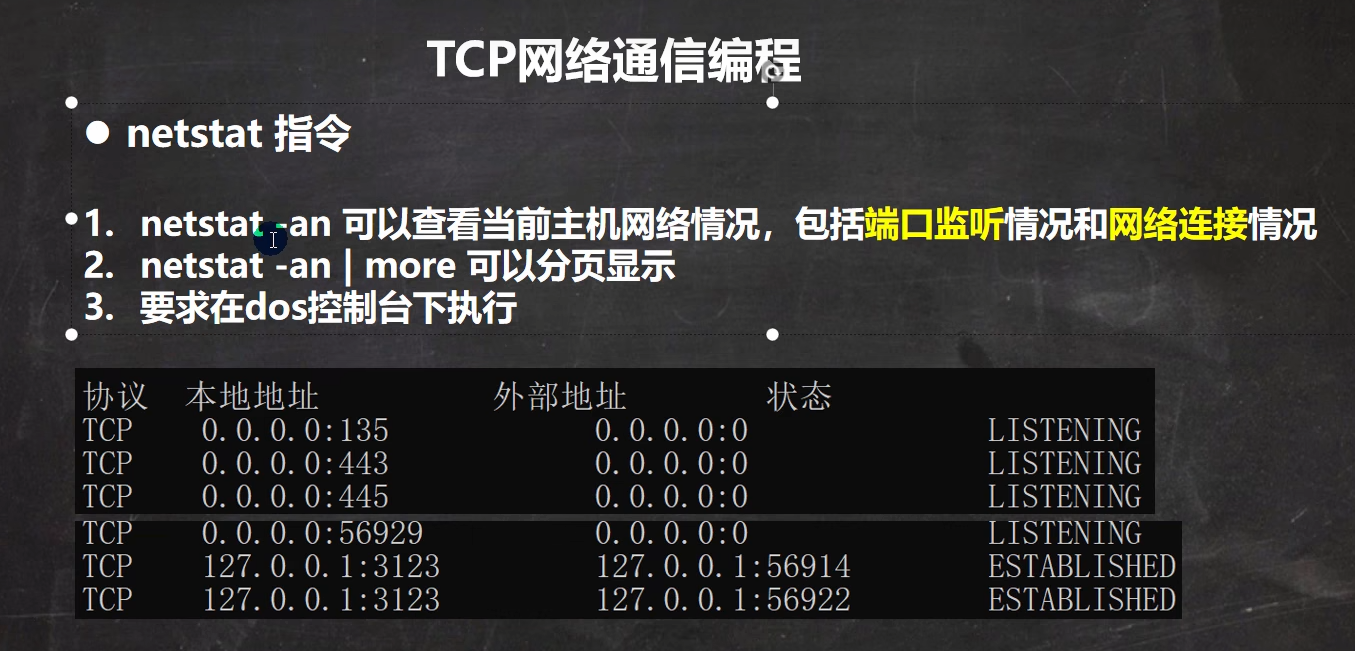 TCP网络通信编程
● netstat 指令
1. netstat -an 可以查看当前主机网络情况，包括端口监听情况和网络连接情况
2. netstat -an | more 可以分页显示
3. 要求在dos控制台下执行
协议 本地地址 外部地址 状态
TCP 0.0.0.0:135 0.0.0.0:0 LISTENING
TCP 0.0.0.0:443 0.0.0.0:0 LISTENING
TCP 0.0.0.0:445 0.0.0.0:0 LISTENING
TCP 0.0.0.0:56929 0.0.0.0:0 LISTENING
TCP 127.0.0.1:3123 127.0.0.1:56914 ESTABLISHED
TCP 127.0.0.1:3123 127.0.0.1:56922 ESTABLISHED